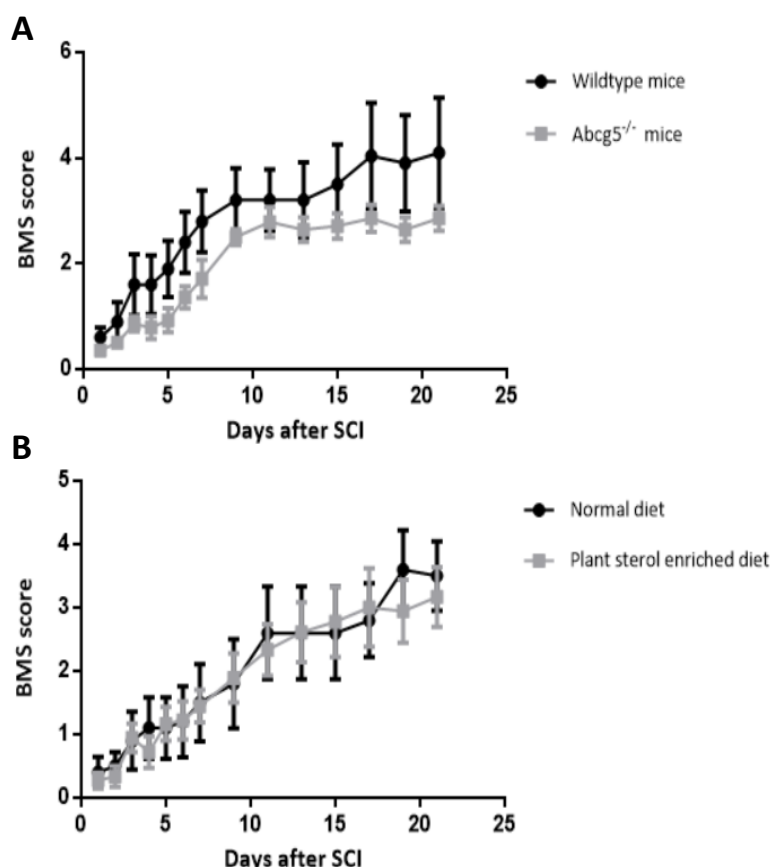 A
6
4
2
0
BMS score
0 5 10 15 20 25
Days after SCI
Wildtype mice
Abcg5-/- mice
B
5
4
3
2
1
0
BMS score
0 5 10 15 20 25
Days after SCI
Normal diet
Plant sterol enriched diet